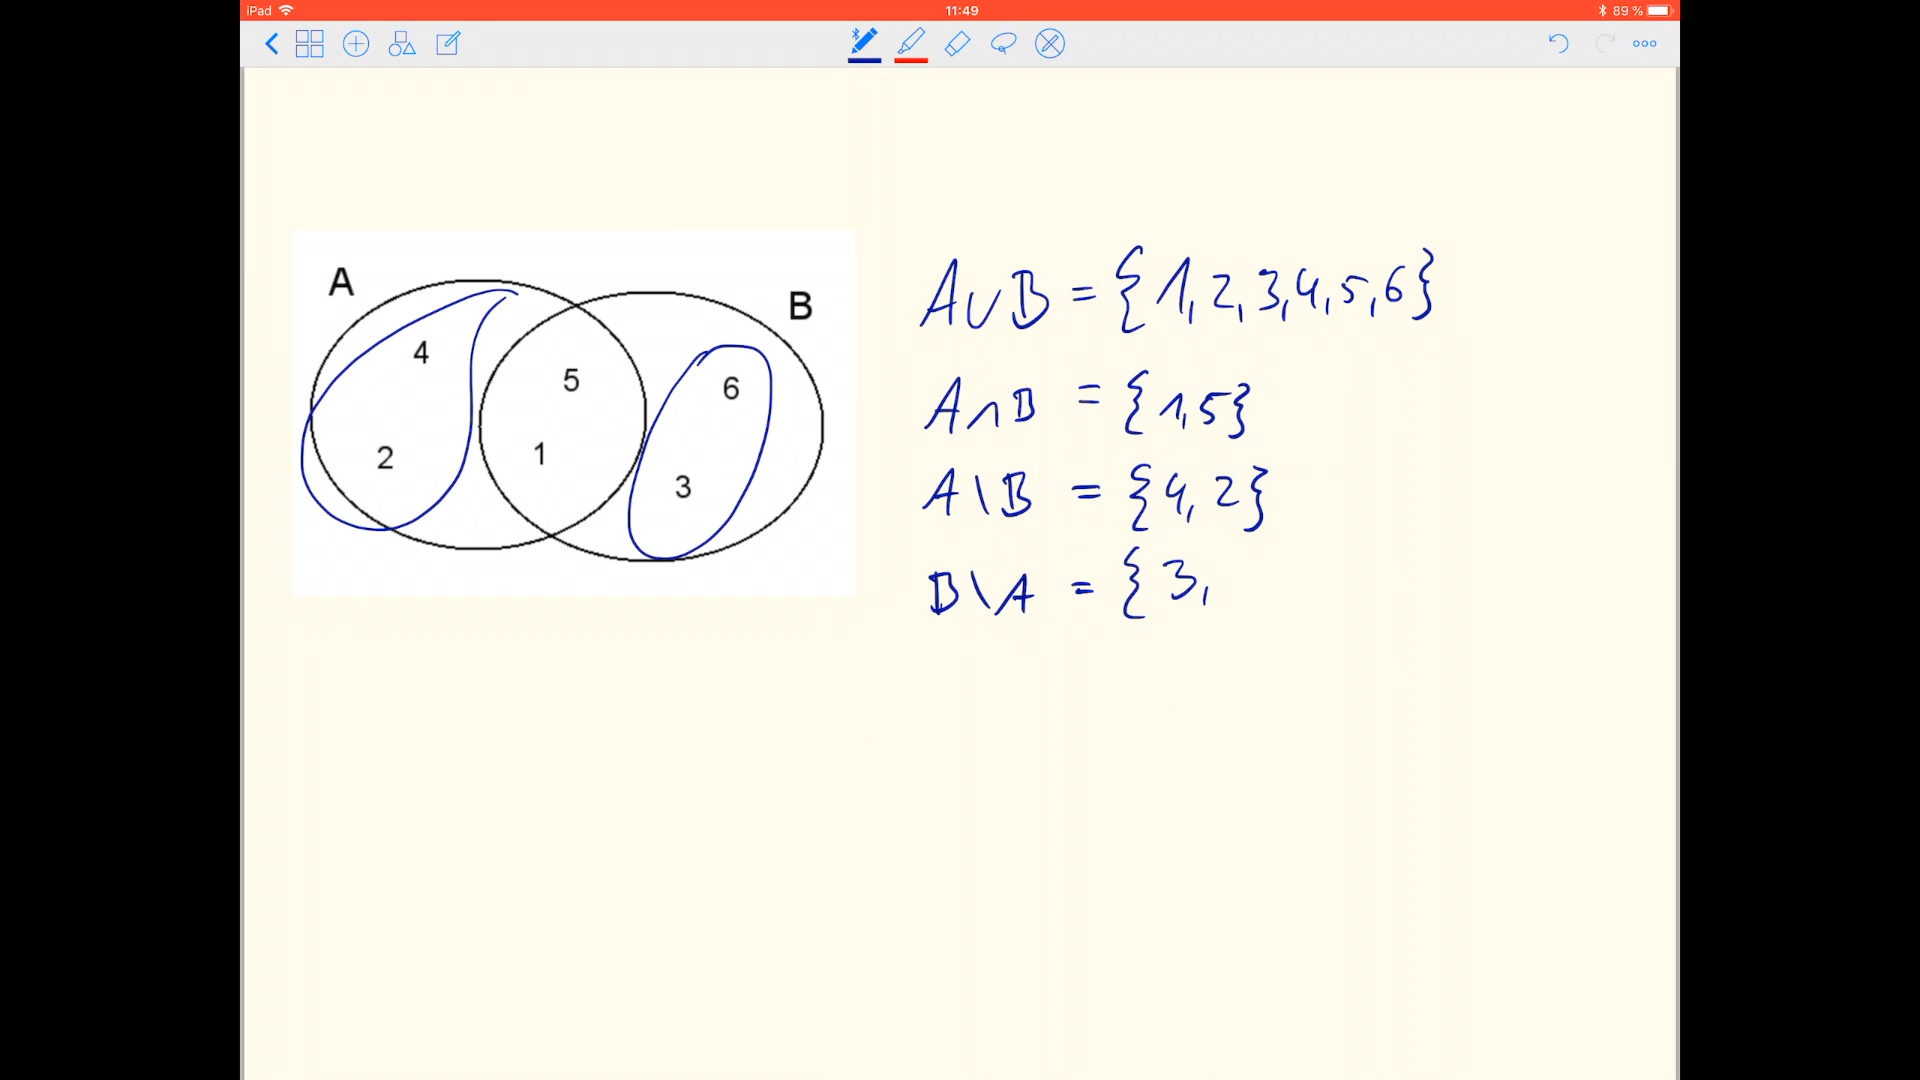 iPad 11:49 89 %
A
B
4
5
6
2
1
3
A∪B = {1,2,3,4,5,6}
A∩B = {1,5}
A\B = {4,2}
B\A = {3,